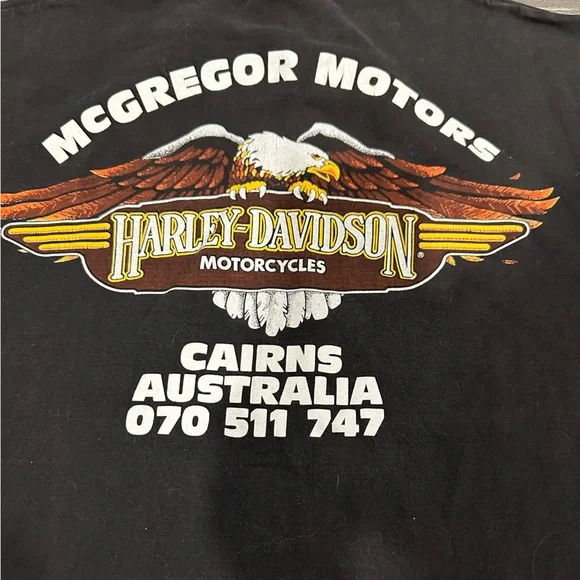 McGREGOR MOTORS
HARLEY-DAVIDSON®
MOTORCYCLES
CAIRNS
AUSTRALIA
070 511 747